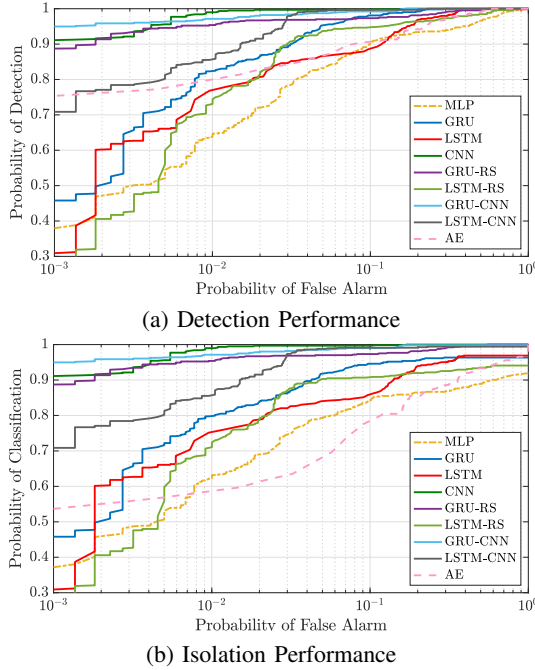 1
0.9
0.8
0.7
0.6
0.5
0.4
0.3
Probability of Detection
MLP
GRU
LSTM
CNN
GRU-RS
LSTM-RS
GRU-CNN
LSTM-CNN
AE
10⁻³
10⁻²
10⁻¹
10⁰
Probability of False Alarm
(a) Detection Performance
1
0.9
0.8
0.7
0.6
0.5
0.4
0.3
Probability of Classification
MLP
GRU
LSTM
CNN
GRU-RS
LSTM-RS
GRU-CNN
LSTM-CNN
AE
10⁻³
10⁻²
10⁻¹
10⁰
Probability of False Alarm
(b) Isolation Performance